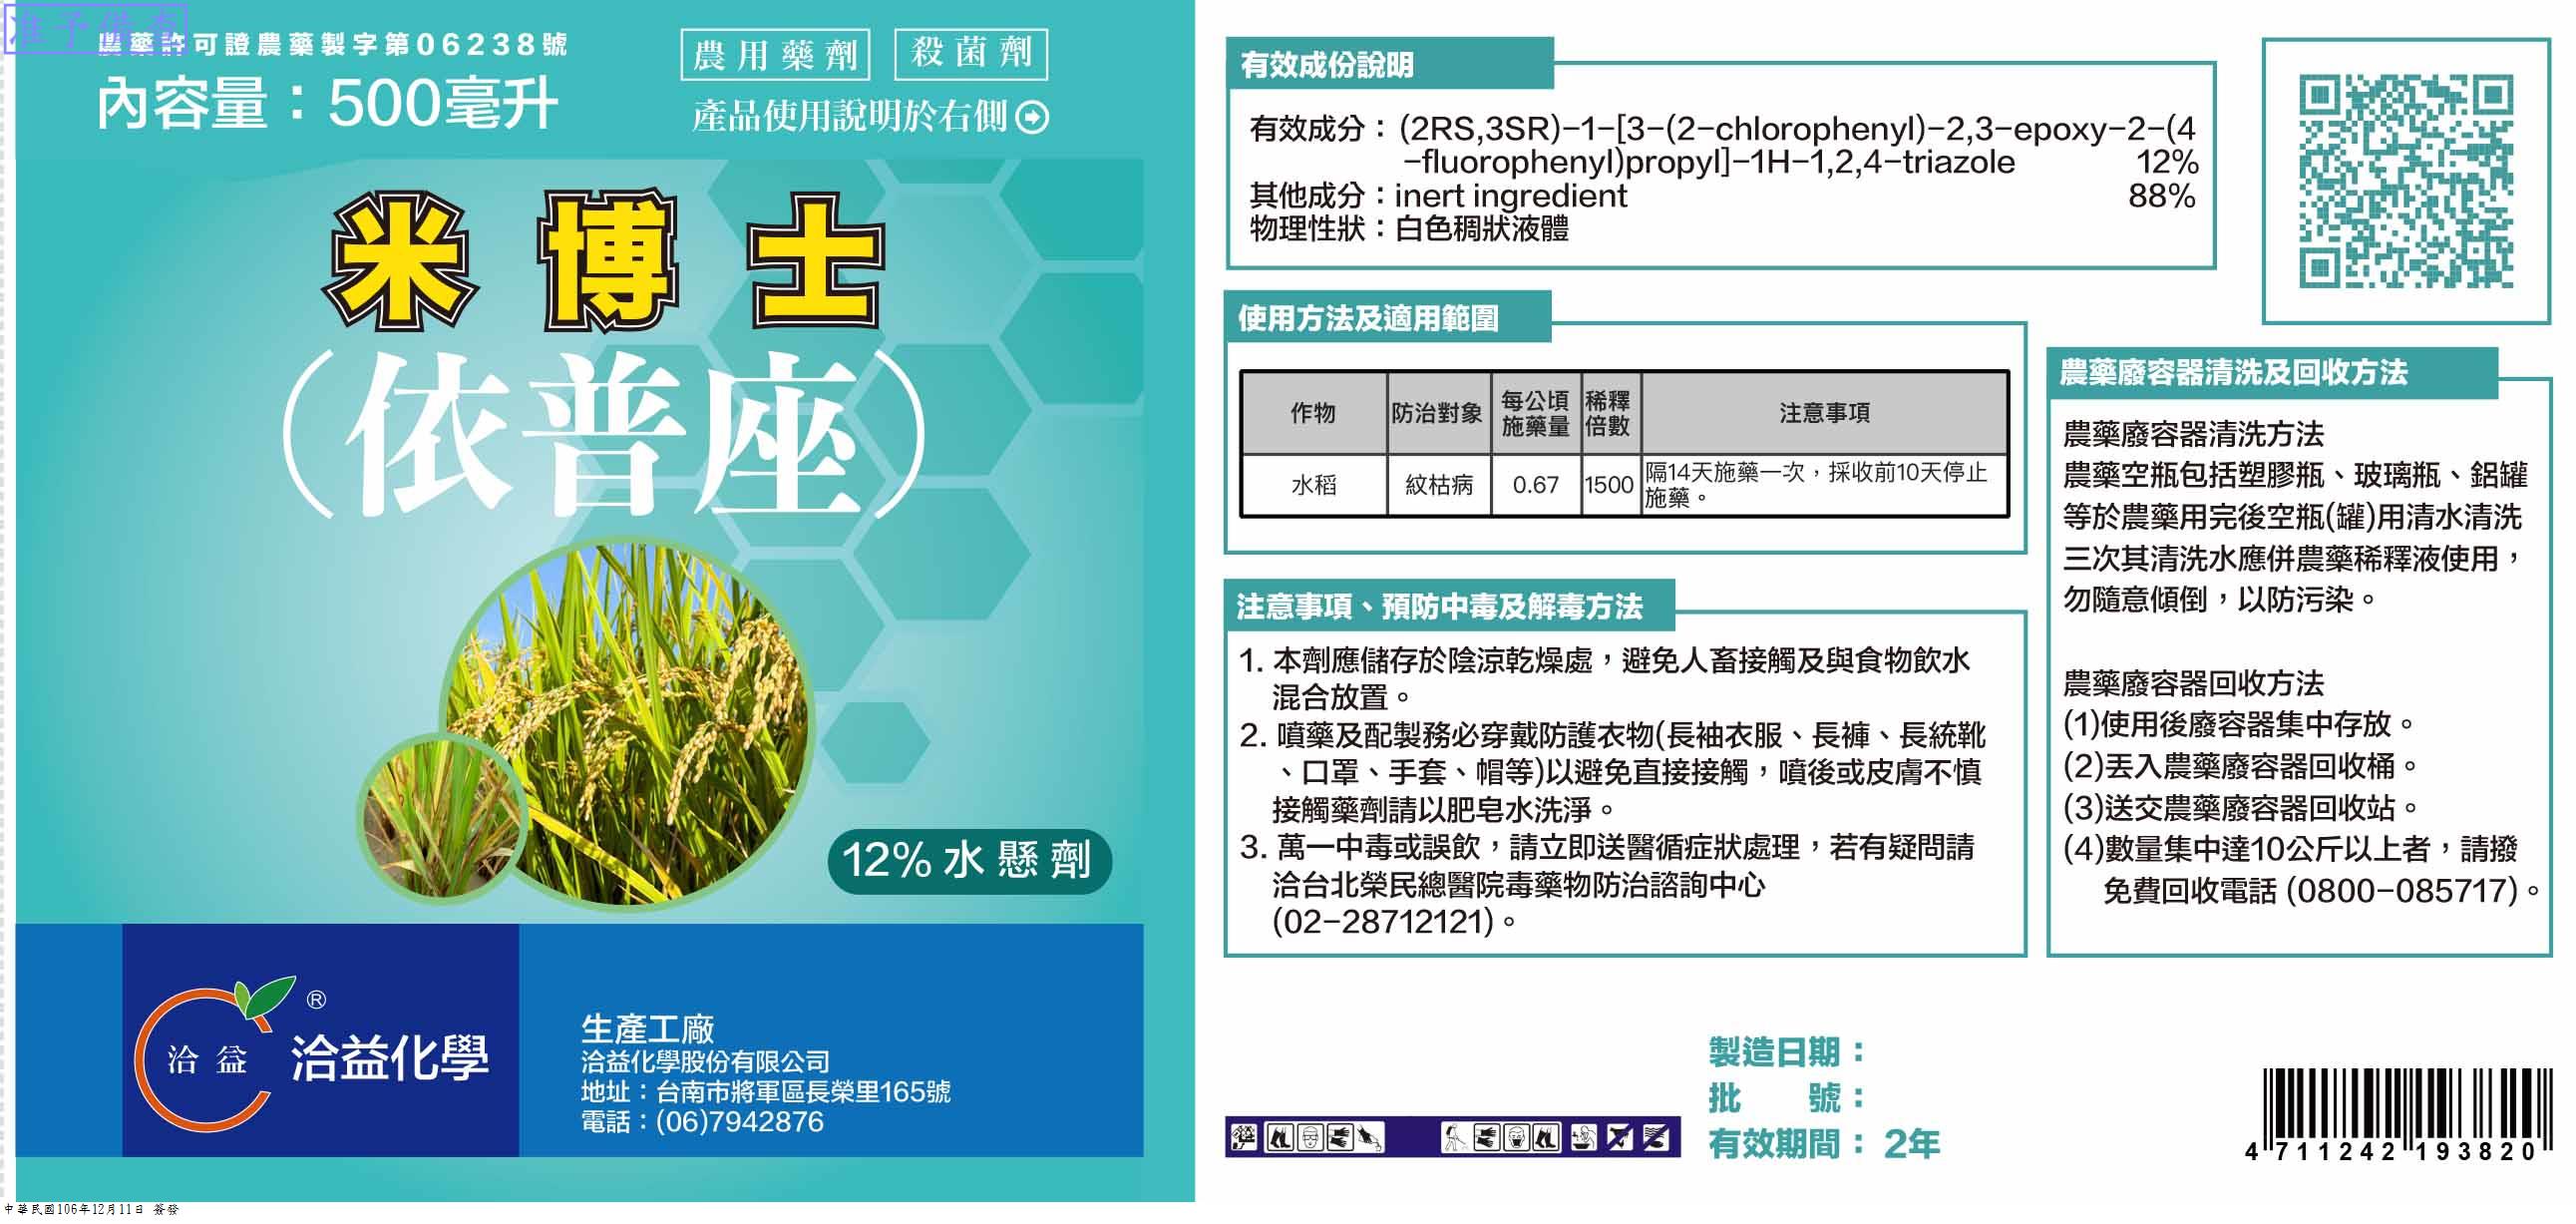 准予備查
農藥許可證農藥製字第06238號
內容量：500毫升
農用藥劑
殺菌劑
產品使用說明於右側
米博士
（依普座）
12%水懸劑
洽益
®
洽益化學
生產工廠
洽益化學股份有限公司
地址：台南市將軍區長榮里165號
電話：(06)7942876
中華民國106年12月11日 簽發
有效成份說明
有效成分：(2RS,3SR)-1-[3-(2-chlorophenyl)-2,3-epoxy-2-(4
-fluorophenyl)propyl]-1H-1,2,4-triazole 12%
其他成分：inert ingredient 88%
物理性狀：白色稠狀液體
使用方法及適用範圍
作物 防治對象 每公頃施藥量 稀釋倍數 注意事項
水稻 紋枯病 0.67 1500 隔14天施藥一次，採收前10天停止
施藥。
注意事項、預防中毒及解毒方法
1. 本劑應儲存於陰涼乾燥處，避免人畜接觸及與食物飲水
混合放置。
2. 噴藥及配製務必穿戴防護衣物(長袖衣服、長褲、長統靴
、口罩、手套、帽等)以避免直接接觸，噴後或皮膚不慎
接觸藥劑請以肥皂水洗淨。
3. 萬一中毒或誤飲，請立即送醫循症狀處理，若有疑問請
洽台北榮民總醫院毒藥物防治諮詢中心
(02-28712121)。
農藥廢容器清洗及回收方法
農藥廢容器清洗方法
農藥空瓶包括塑膠瓶、玻璃瓶、鋁罐
等於農藥用完後空瓶(罐)用清水清洗
三次其清洗水應併農藥稀釋液使用，
勿隨意傾倒，以防污染。
農藥廢容器回收方法
(1)使用後廢容器集中存放。
(2)丟入農藥廢容器回收桶。
(3)送交農藥廢容器回收站。
(4)數量集中達10公斤以上者，請撥
免費回收電話 (0800-085717)。
製造日期：
批　　號：
有效期間：2年
4 711242 193820